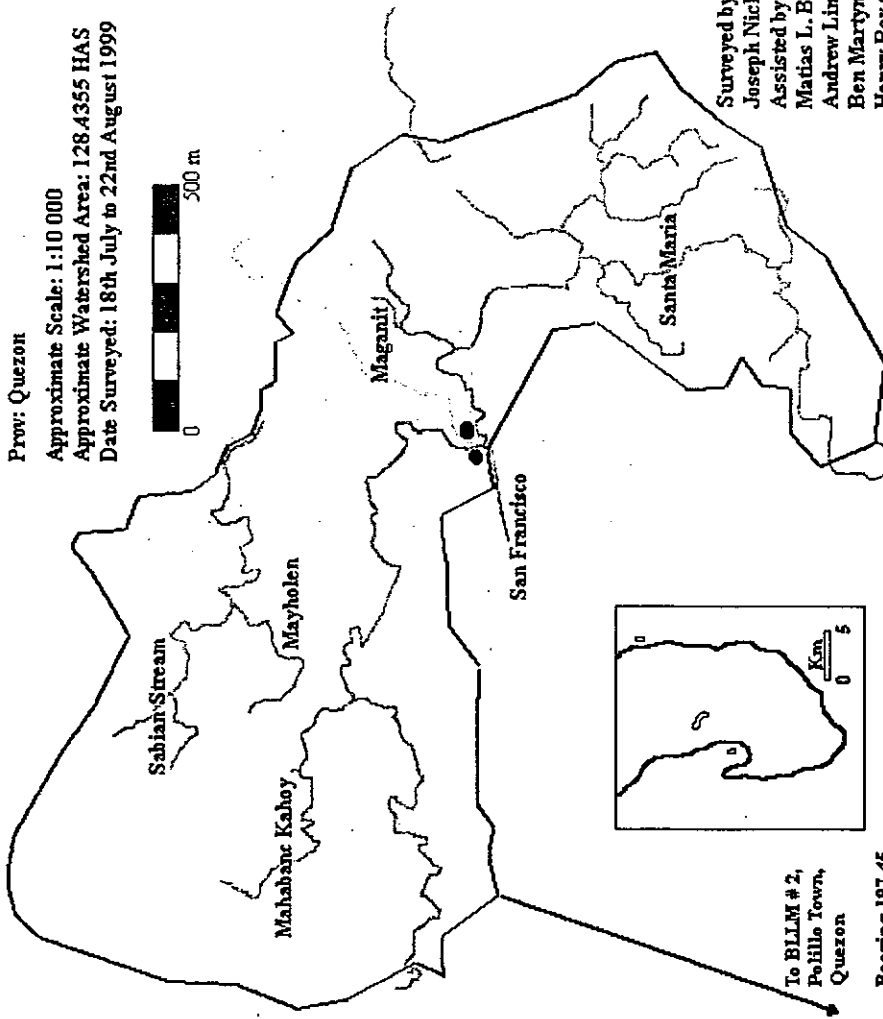 Prov: Quezon
Approximate Scale: 1:10 000
Approximate Watershed Area: 128.4355 HAS
Date Surveyed: 18th July to 22nd August 1999
0
500 m
Sabian Stream
Mayholen
Maganit
Mahabang Kahoy
San Francisco
Santa Maria
Km
0 5
To BLLM # 2,
Polillo Town,
Quezon
Surveyed by
Assisted by
Matias L. B